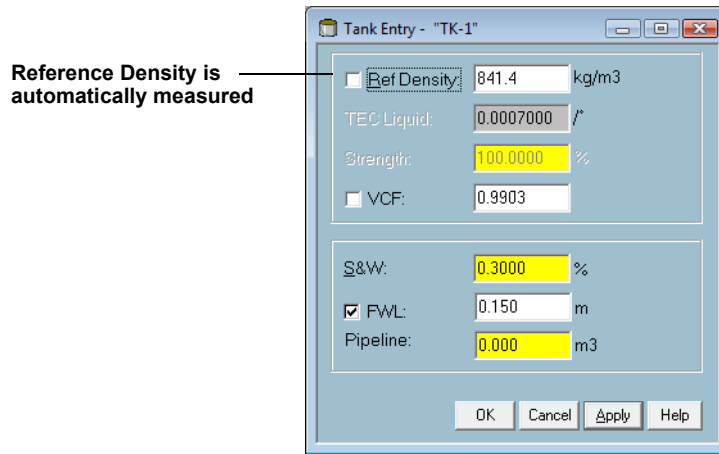 Tank Entry - "TK-1"
Reference Density is
automatically measured
Ref Density: 841.4 kg/m3
TEC Liquid: 0.0007000 /°
Strength: 100.0000 %
VCF: 0.9903
S&W: 0.3000 %
FWL: 0.150 m
Pipeline: 0.000 m3
OK Cancel Apply Help